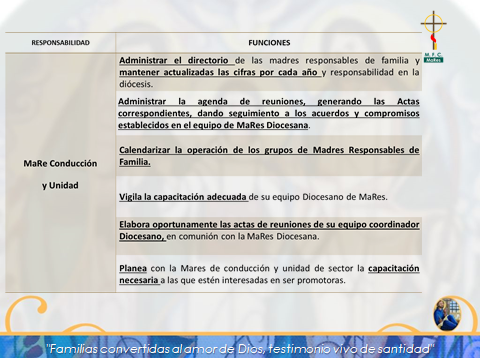 RESPONSABILIDAD
FUNCIONES
M. F. C.
MaRes
MaRe Conducción
y Unidad
Administrar el directorio de las madres responsables de familia y
mantener actualizadas las cifras por cada año y responsabilidad en la
diócesis.
Administrar la agenda de reuniones, generando las Actas
correspondientes, dando seguimiento a los acuerdos y compromisos
establecidos en el equipo de MaRes Diocesana.
Calendarizar la operación de los grupos de Madres Responsables de
Familia.
Vigila la capacitación adecuada de su equipo Diocesano de MaRes.
Elabora oportunamente las actas de reuniones de su equipo coordinador
Diocesano, en comunión con la MaRes Diocesana.
Planea con la Mares de conducción y unidad de sector la capacitación
necesaria a las que estén interesadas en ser promotoras.
"Familias convertidas al amor de Dios, testimonio vivo de santidad"